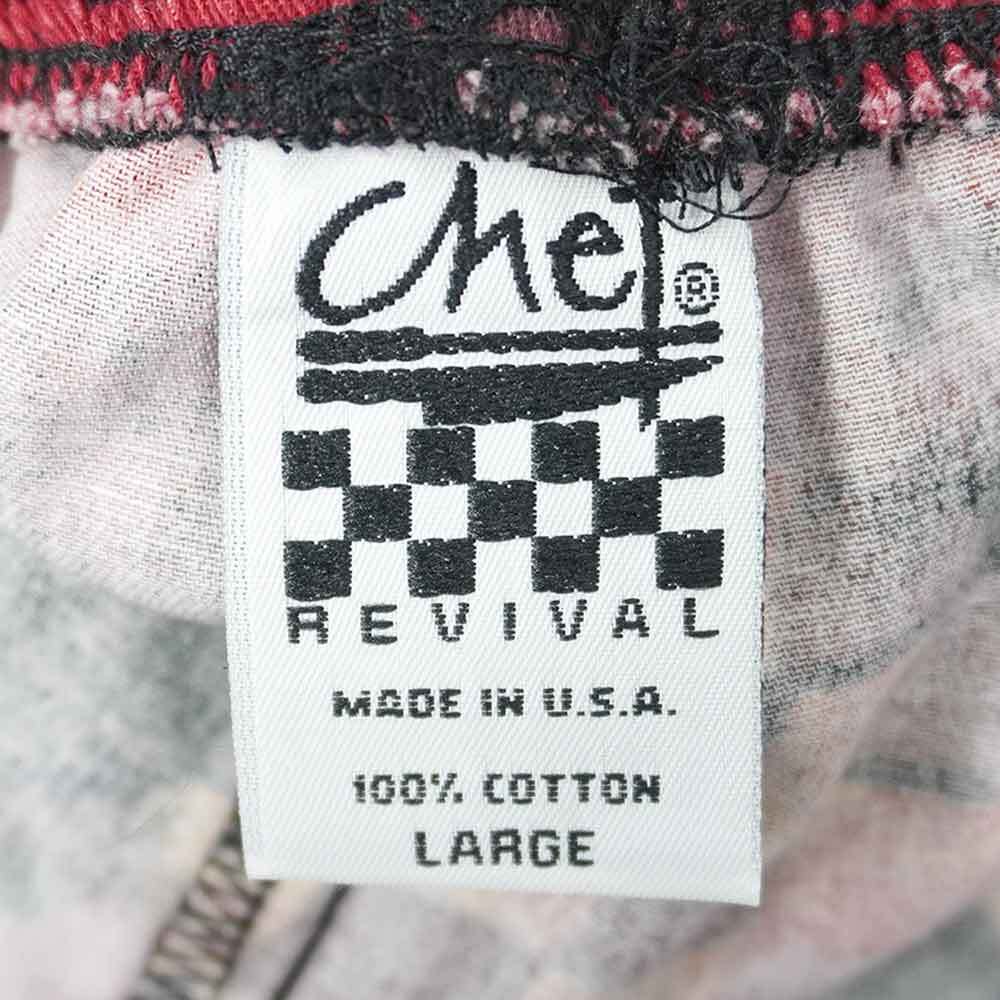 Chef ®
REVIVAL
MADE IN U.S.A.
100% COTTON
LARGE